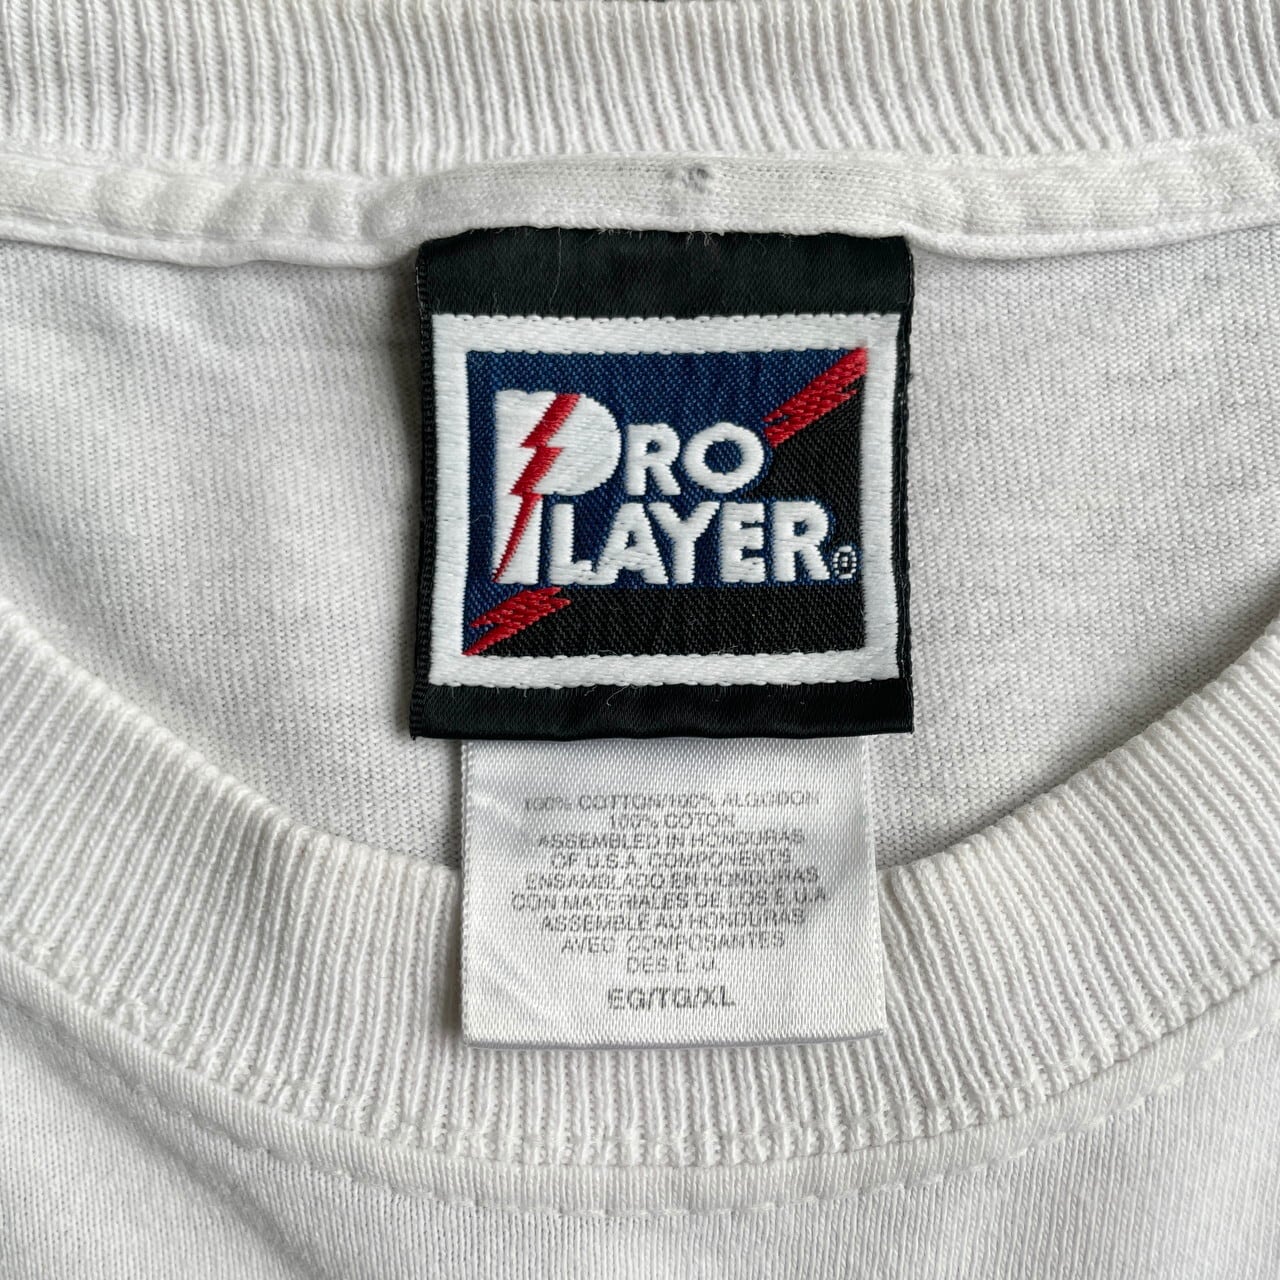 PRO
PLAYER®
100% COTTON/100% ALGODON
100% COTON
ASSEMBLED IN HONDURAS
OF U.S.A. COMPONENTS
ENSAMBLADO EN HONDURAS
CON MATERIALES DE LOS E.U.A
ASSEMBLE AU HONDURAS
AVEC COMPOSANTES
DES É.-U.
EG/TG/XL